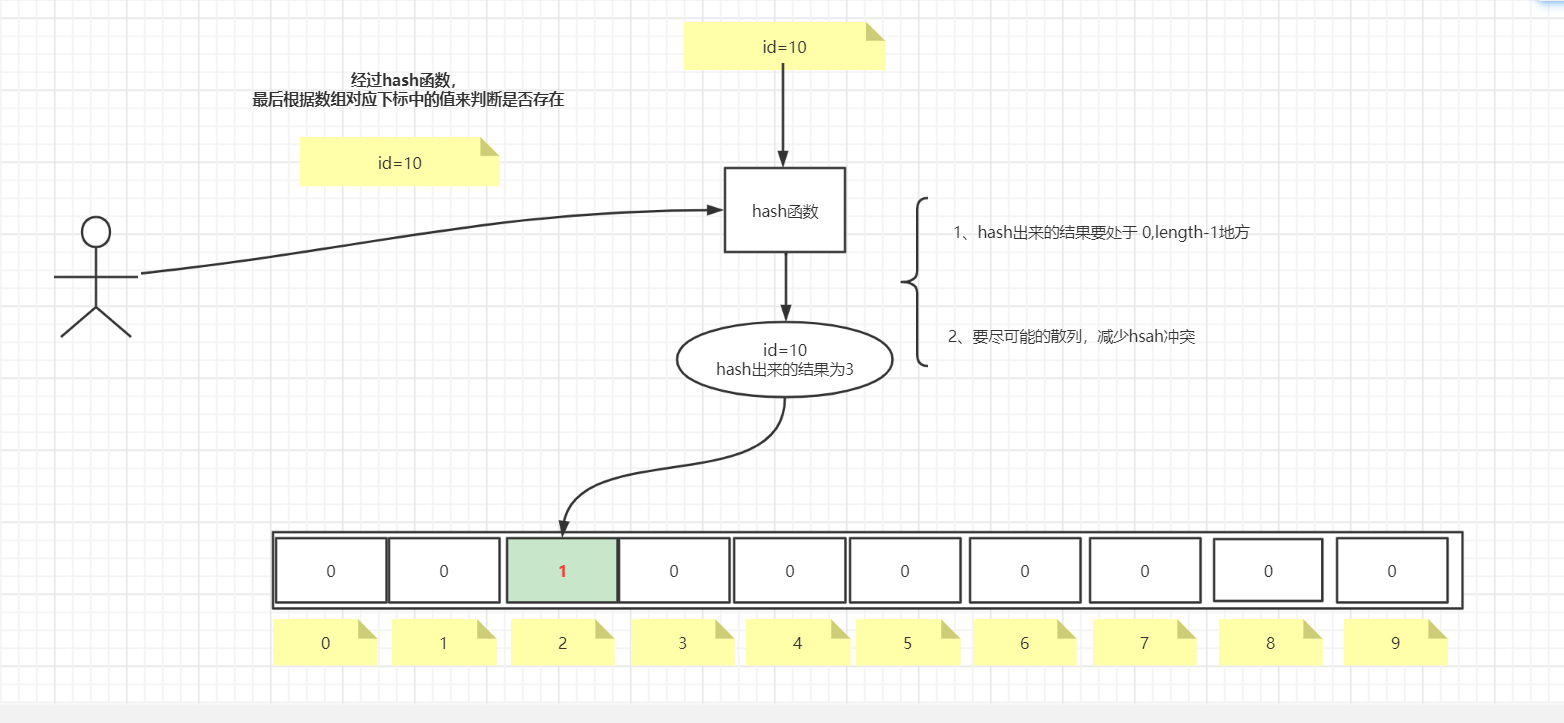 id=10
经过hash函数，
最后根据数组对应下标中的值来判断是否存在
id=10
hash函数
1、hash出来的结果要处于 0,length-1地方
2、要尽可能的散列，减少hsah冲突
id=10
hash出来的结果为3
0 0 1 0 0 0 0 0 0 0
0 1 2 3 4 5 6 7 8 9